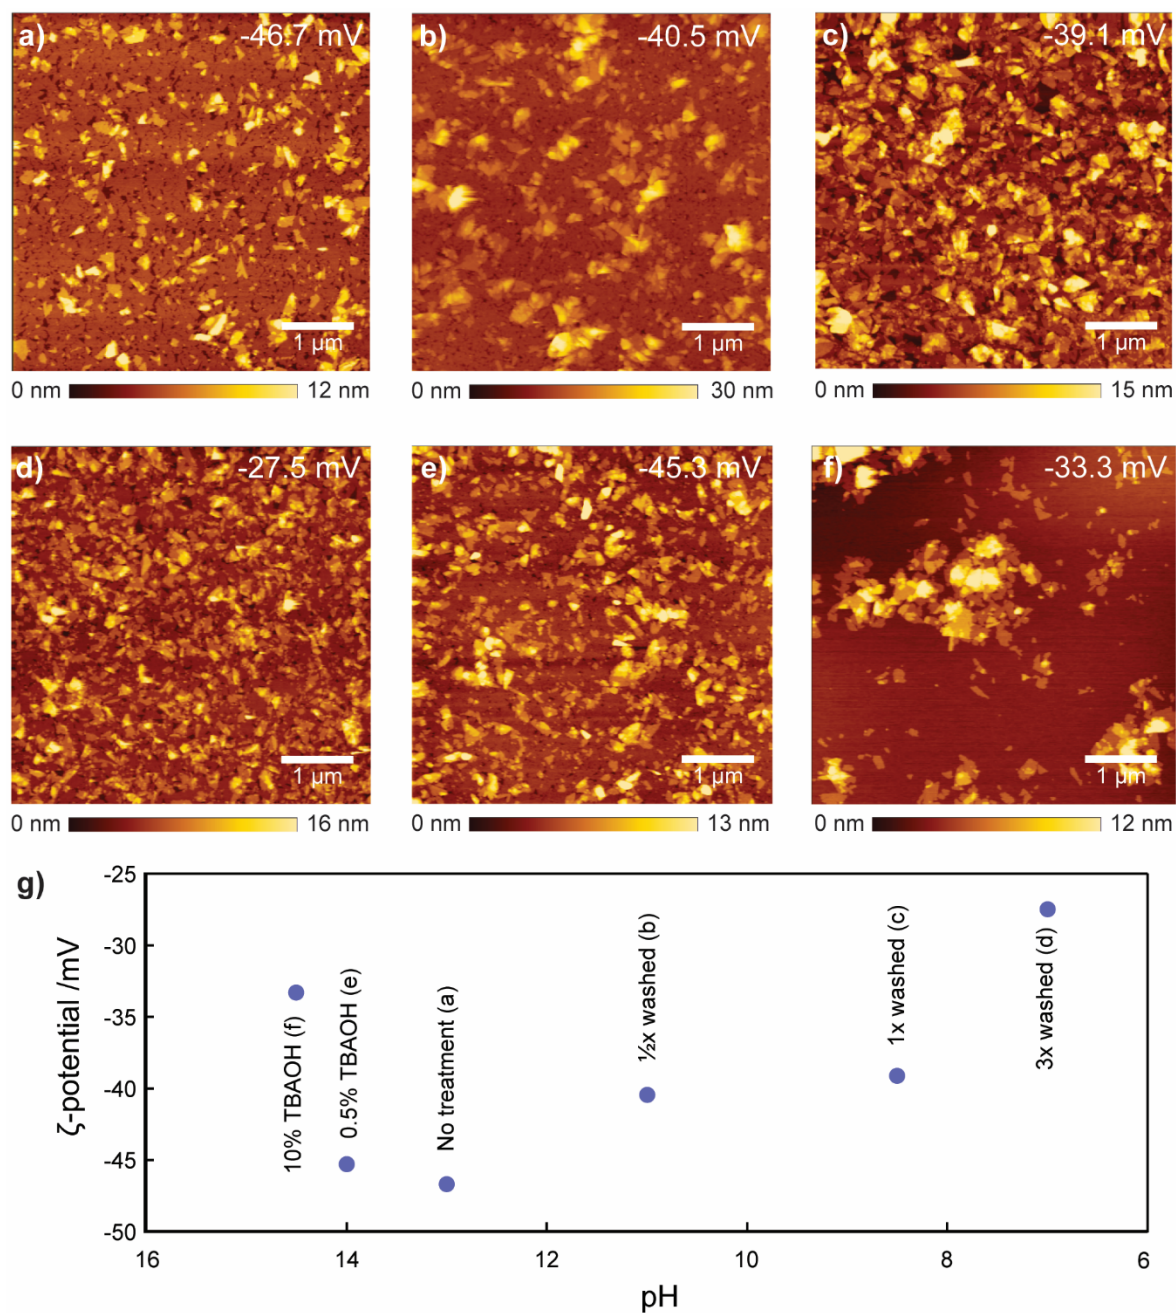 a) -46.7 mV
1 µm
0 nm 12 nm
b) -40.5 mV
1 µm
0 nm 30 nm
c) -39.1 mV
1 µm
0 nm 15 nm
d) -27.5 mV
1 µm
0 nm 16 nm
e) -45.3 mV
1 µm
0 nm 13 nm
f) -33.3 mV
1 µm
0 nm 12 nm
g)
ζ-potential /mV
-25
-30
-35
-40
-45
-50
10% TBAOH (f)
0.5% TBAOH (e)
No treatment (a)
½x washed (b)
1x washed (c)
3x washed (d)
16 14 12 10 8 6
pH